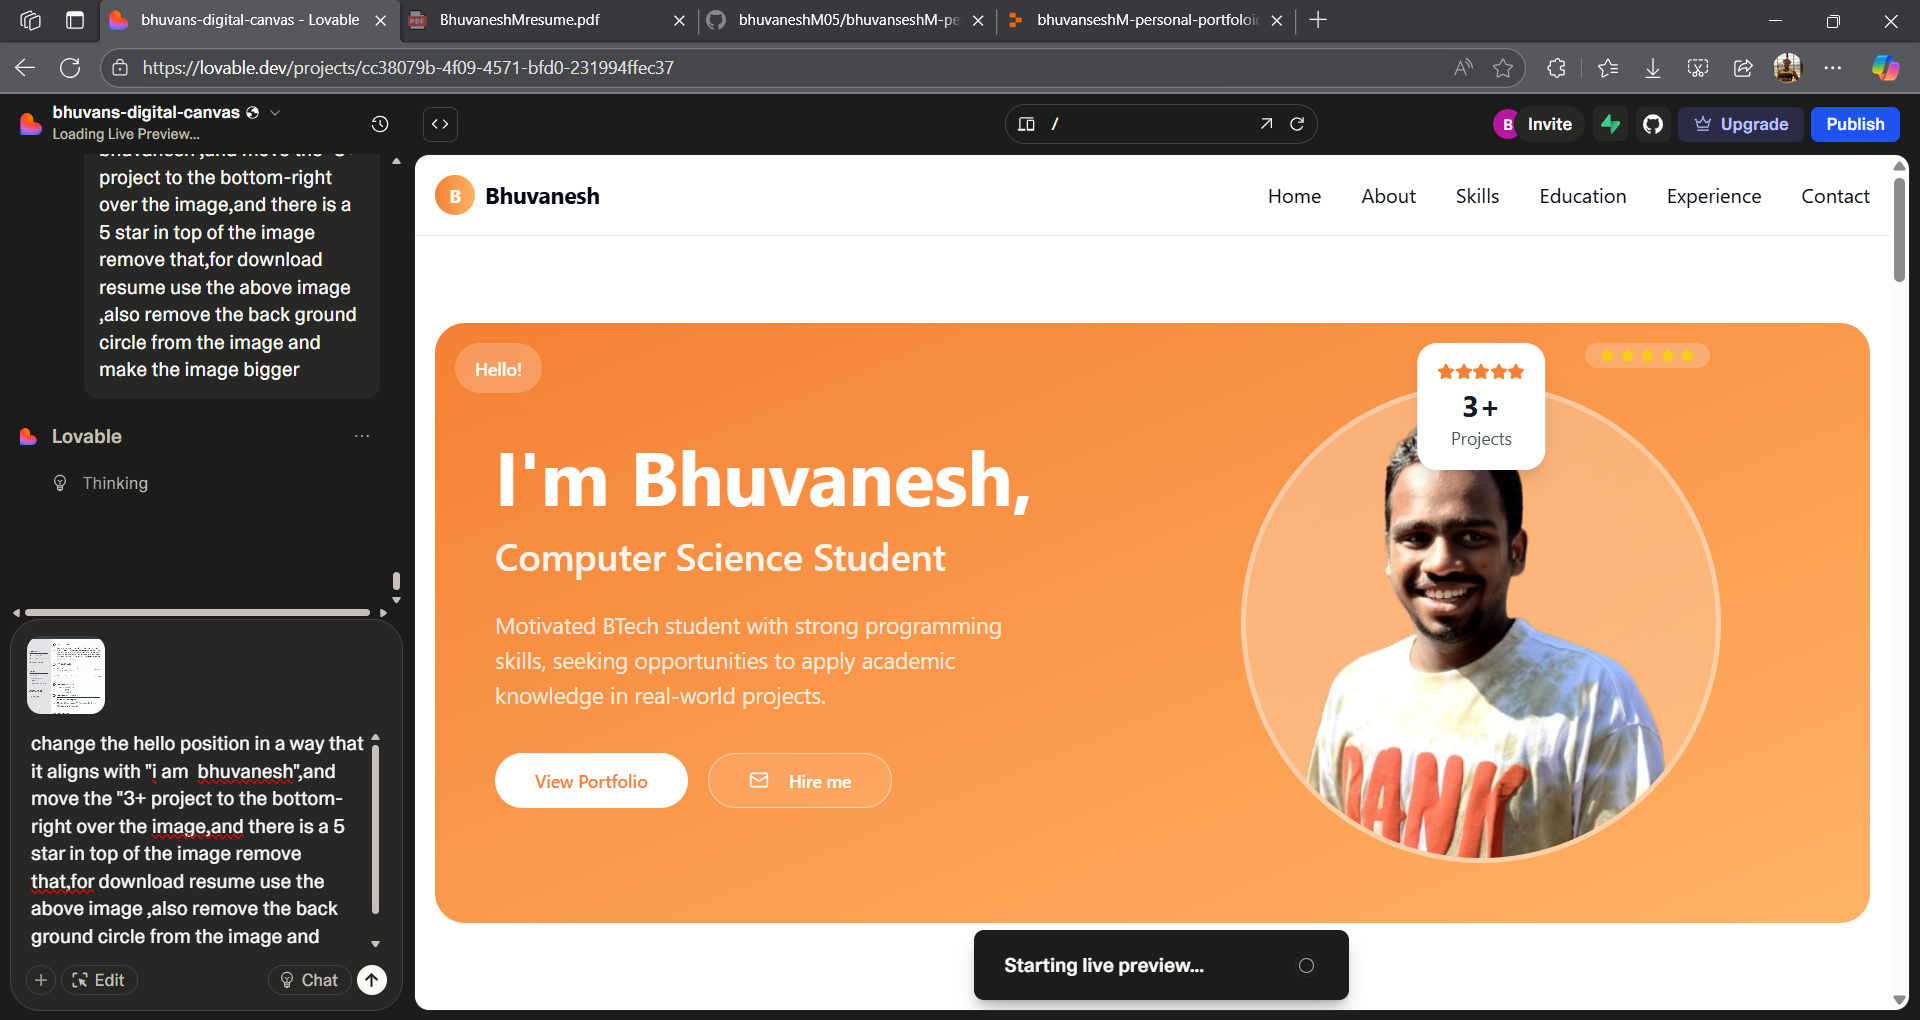 bhuvans-digital-canvas - Lovable
BhuvaneshMresume.pdf
bhuvaneshM05/bhuvanseshM-pe
bhuvanseshM-personal-portfoloi
https://lovable.dev/projects/cc38079b-4f09-4571-bfd0-231994ffec37
bhuvans-digital-canvas
Loading Live Preview...
/
B Invite
Upgrade
Publish
project to the bottom-right
over the image,and there is a
5 star in top of the image
remove that,for download
resume use the above image
,also remove the back ground
circle from the image and
make the image bigger
Lovable
Thinking
change the hello position in a way that
it aligns with "i am bhuvanesh",and
move the "3+ project to the bottom-
right over the image,and there is a 5
star in top of the image remove
that,for download resume use the
above image ,also remove the back
ground circle from the image and
Edit
Chat
B Bhuvanesh
Home About Skills Education Experience Contact
Hello!
I'm Bhuvanesh,
Computer Science Student
Motivated BTech student with strong programming
skills, seeking opportunities to apply academic
knowledge in real-world projects.
View Portfolio
Hire me
3+
Projects
Starting live preview...